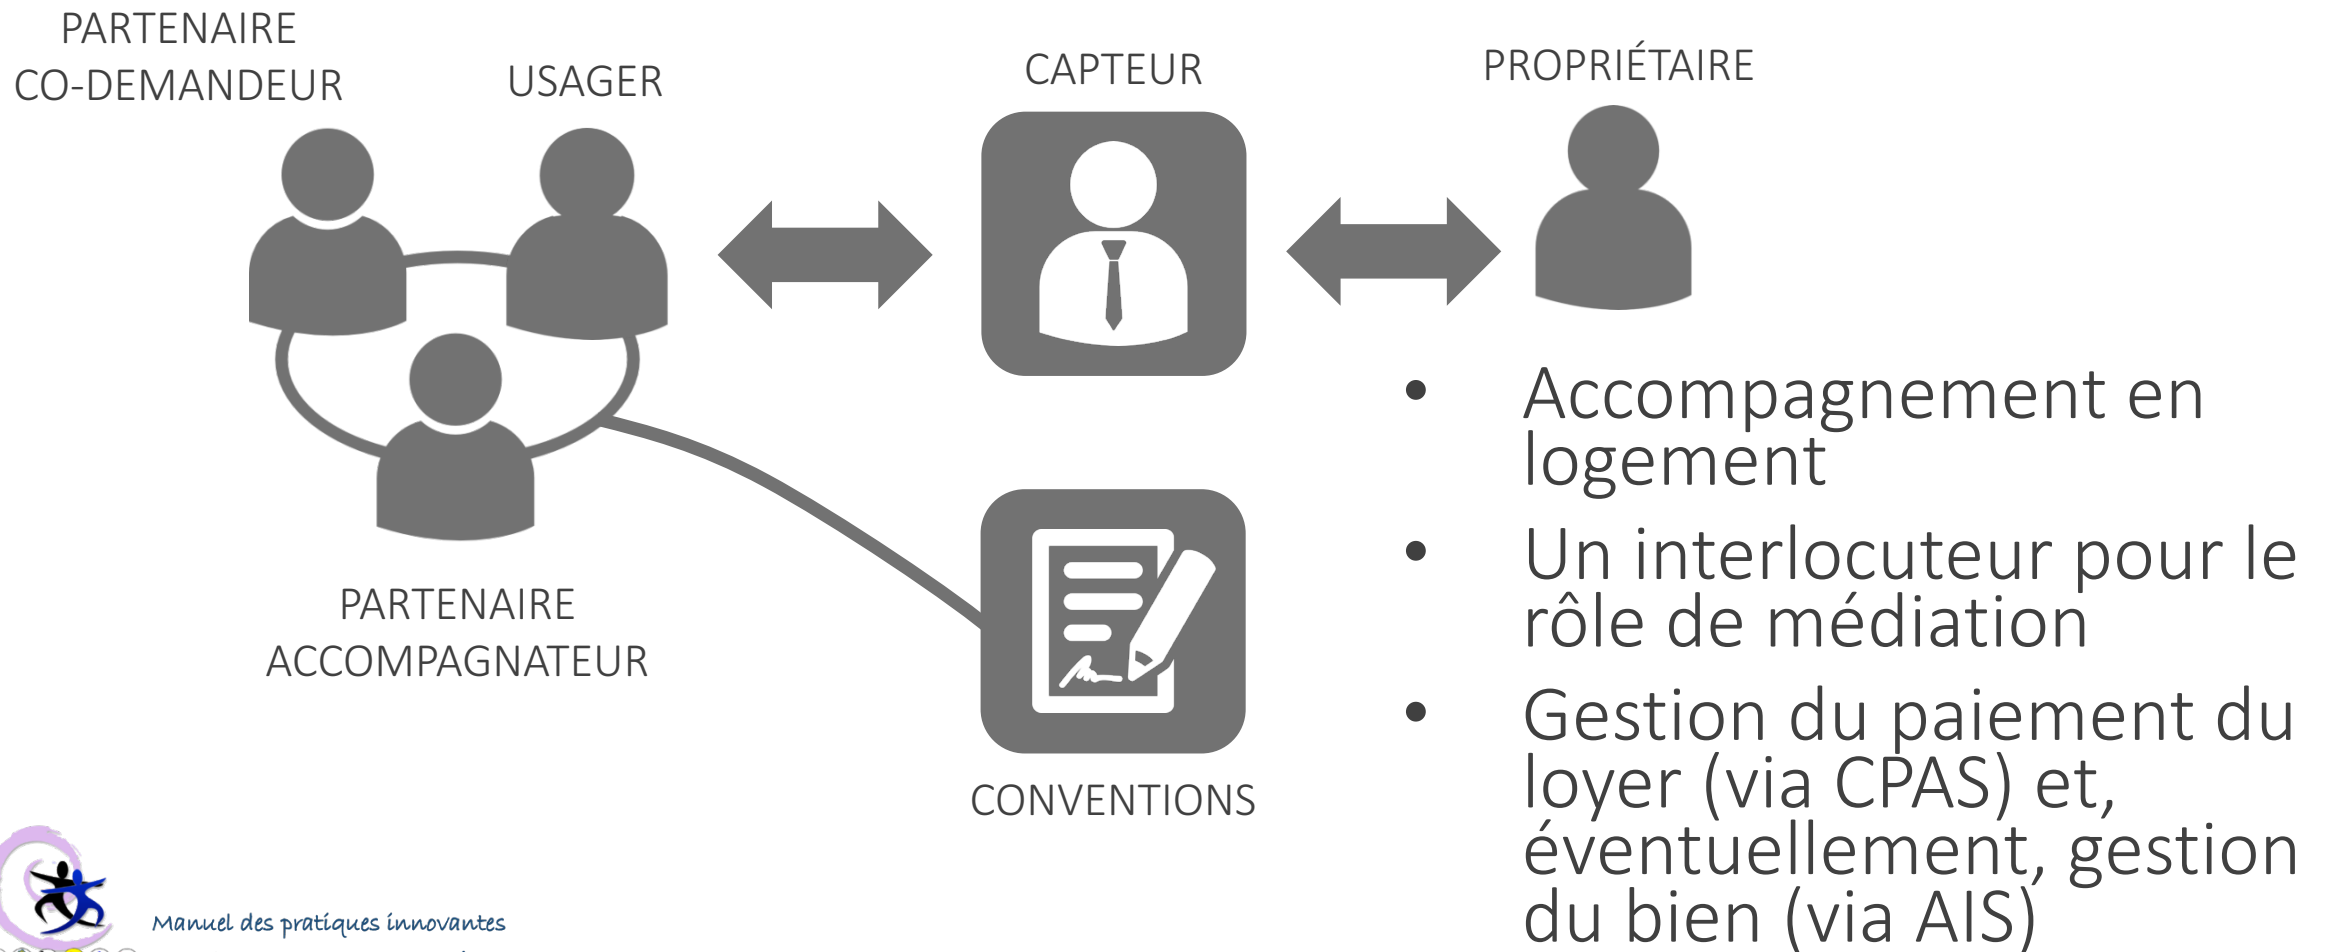 PARTENAIRE
CO-DEMANDEUR
USAGER
CAPTEUR
PROPRIÉTAIRE
PARTENAIRE
ACCOMPAGNATEUR
CONVENTIONS
• Accompagnement en
logement
• Un interlocuteur pour le
rôle de médiation
• Gestion du paiement du
loyer (via CPAS) et,
éventuellement, gestion
du bien (via AIS)
Manuel des pratiques innovantes